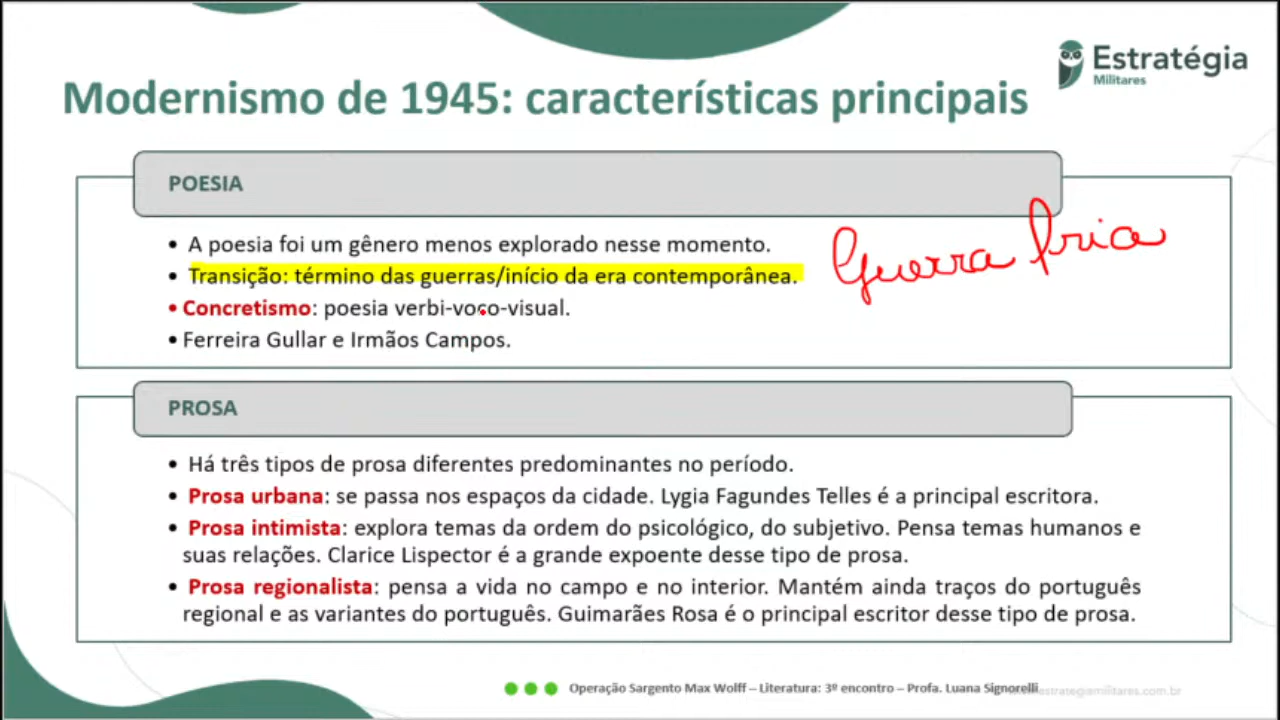 Estratégia
Militares
Modernismo de 1945: características principais
POESIA
• A poesia foi um gênero menos explorado nesse momento.
• Transição: término das guerras/início da era contemporânea.
Guerra fria
• Concretismo: poesia verbi-voco-visual.
• Ferreira Gullar e Irmãos Campos.
PROSA
• Há três tipos de prosa diferentes predominantes no período.
• Prosa urbana: se passa nos espaços da cidade. Lygia Fagundes Telles é a principal escritora.
• Prosa intimista: explora temas da ordem do psicológico, do subjetivo. Pensa temas humanos e
suas relações. Clarice Lispector é a grande expoente desse tipo de prosa.
• Prosa regionalista: pensa a vida no campo e no interior. Mantém ainda traços do português
regional e as variantes do português. Guimarães Rosa é o principal escritor desse tipo de prosa.
Operação Sargento Max Wolff – Literatura: 3º encontro – Profa. Luana Signorelli
estrategiamilitares.com.br